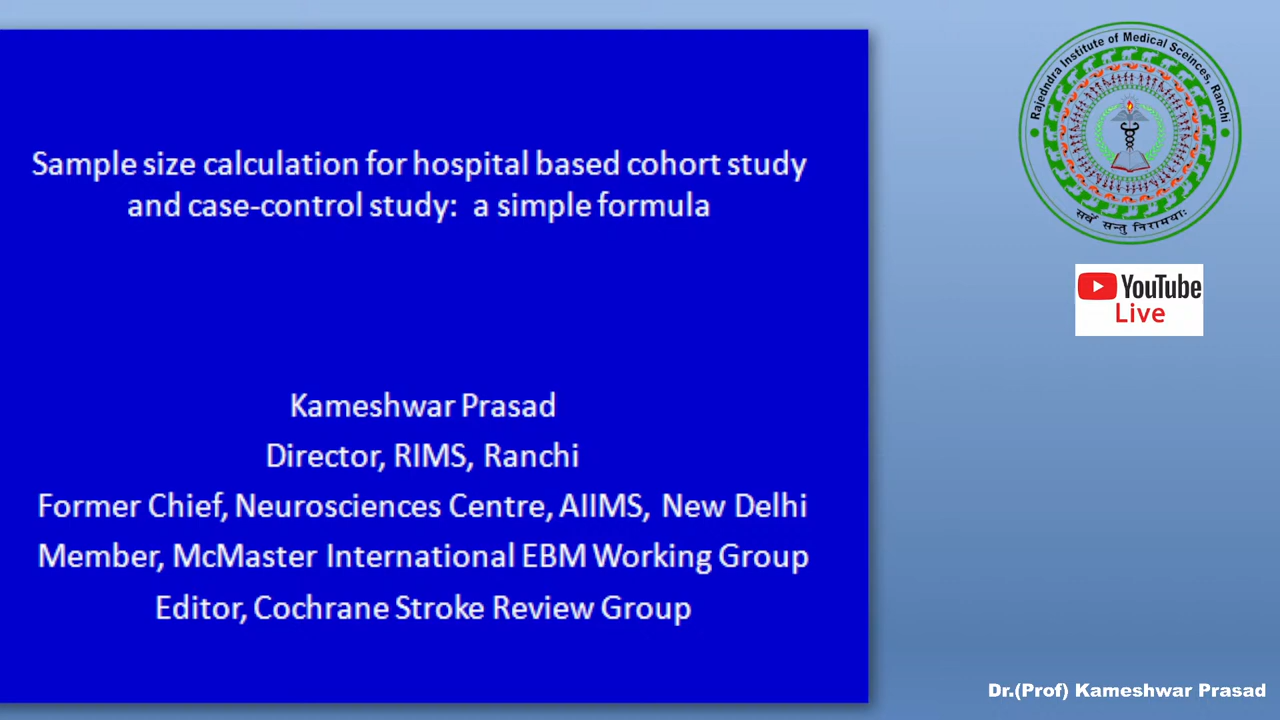 Sample size calculation for hospital based cohort study
and case-control study:  a simple formula
Kameshwar Prasad
Director, RIMS, Ranchi
Former Chief, Neurosciences Centre, AIIMS, New Delhi
Member, McMaster International EBM Working Group
Editor, Cochrane Stroke Review Group
Rajedndra Institute of Medical Sceinces, Ranchi
सर्वे सन्तु निरामयाः
YouTube
Live
Dr.(Prof) Kameshwar Prasad